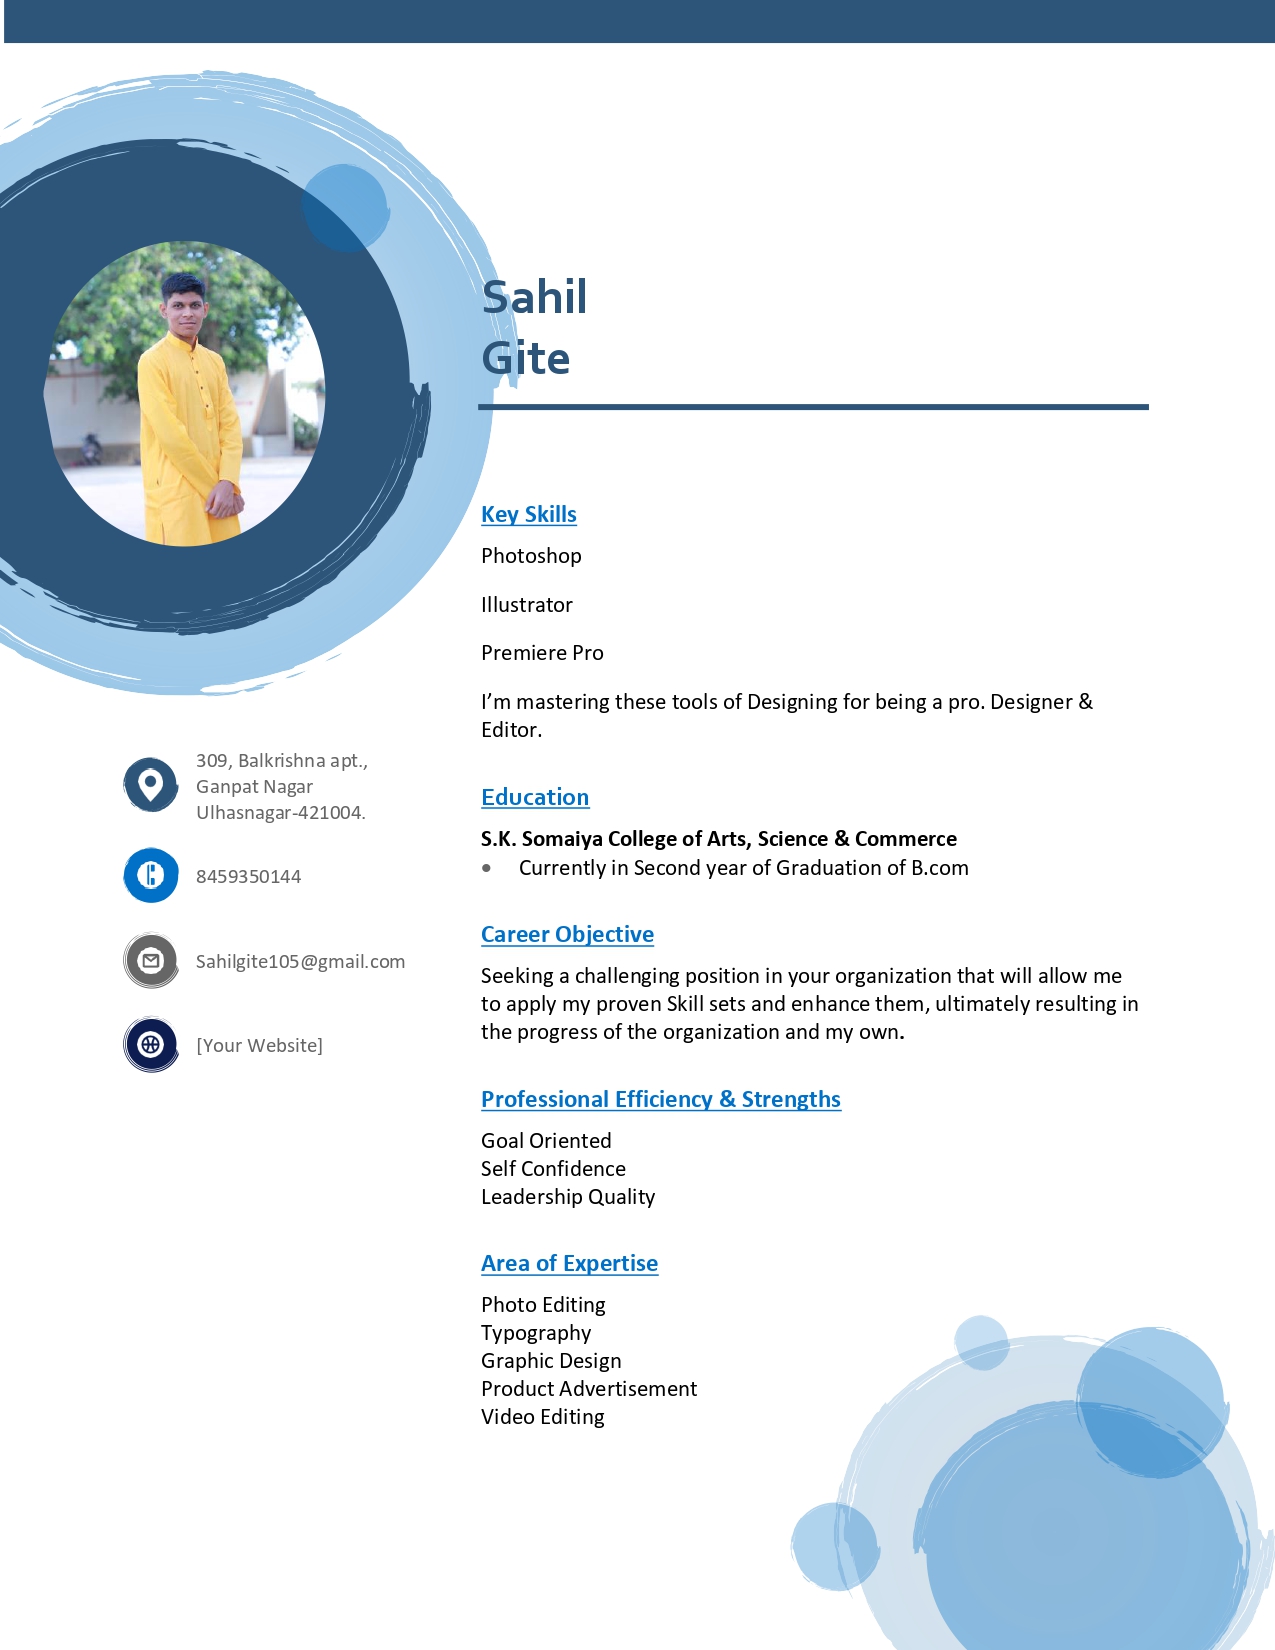 Sahil
Gite
Key Skills
Photoshop
Illustrator
Premiere Pro
I’m mastering these tools of Designing for being a pro. Designer &
Editor.
309, Balkrishna apt.,
Ganpat Nagar
Ulhasnagar-421004.
8459350144
Sahilgite105@gmail.com
[Your Website]
Education
S.K. Somaiya College of Arts, Science & Commerce
• Currently in Second year of Graduation of B.com
Career Objective
Seeking a challenging position in your organization that will allow me
to apply my proven Skill sets and enhance them, ultimately resulting in
the progress of the organization and my own.
Professional Efficiency & Strengths
Goal Oriented
Self Confidence
Leadership Quality
Area of Expertise
Photo Editing
Typography
Graphic Design
Product Advertisement
Video Editing